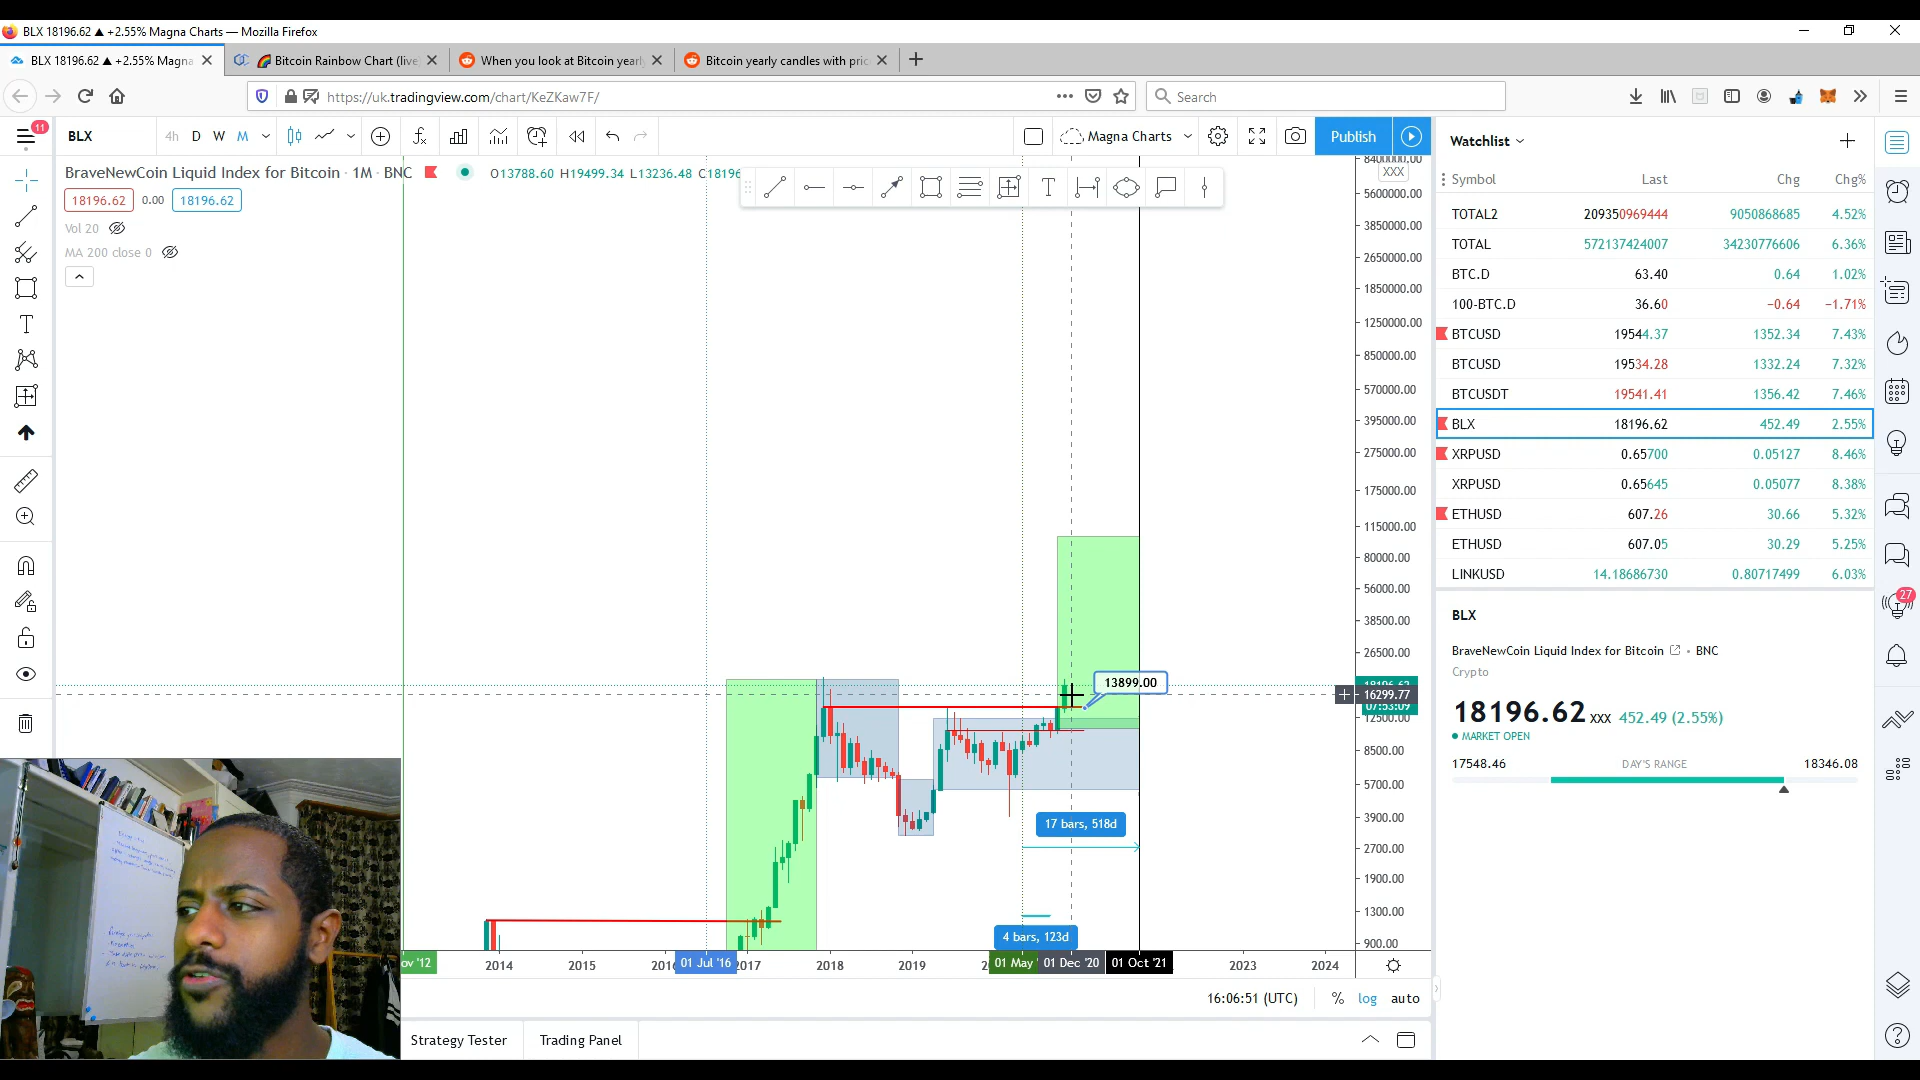 BLX 18196.62 ▲ +2.55% Magna Charts — Mozilla Firefox
BLX 18196.62 ▲ +2.55% Magna
Bitcoin Rainbow Chart (live
When you look at Bitcoin yearl
Bitcoin yearly candles with pric
https://uk.tradingview.com/chart/KeZKaw7F/
Search
11
BLX
4h D W M
Magna Charts
Publish
BraveNewCoin Liquid Index for Bitcoin · 1M · BNC
O13788.60 H19499.34 L13236.48 C18196
18196.62 0.00 18196.62
Vol 20
MA 200 close 0
XXX
8400000.00
5600000.00
3850000.00
2650000.00
1850000.00
1250000.00
850000.00
570000.00
395000.00
275000.00
175000.00
115000.00
80000.00
56000.00
38500.00
26500.00
18196.62
16299.77
07:53:09
12500.00
8500.00
5700.00
3900.00
2700.00
1900.00
1300.00
900.00
13899.00
17 bars, 518d
4 bars, 123d
ov '12 2014 2015 2016 01 Jul '16 2017 2018 2019 01 May 01 Dec '20 01 Oct '21 2023 2024
16:06:51 (UTC) % log auto
Strategy Tester Trading Panel
Watchlist
Symbol Last Chg Chg%
TOTAL2 209350969444 9050868685 4.52%
TOTAL 572137424007 34230776606 6.36%
BTC.D 63.40 0.64 1.02%
100-BTC.D 36.60 −0.64 −1.71%
BTCUSD 19544.37 1352.34 7.43%
BTCUSD 19534.28 1332.24 7.32%
BTCUSDT 19541.41 1356.42 7.46%
BLX 18196.62 452.49 2.55%
XRPUSD 0.65700 0.05127 8.46%
XRPUSD 0.65645 0.05077 8.38%
ETHUSD 607.26 30.66 5.32%
ETHUSD 607.05 30.29 5.25%
LINKUSD 14.18686730 0.80717499 6.03%
BLX
BraveNewCoin Liquid Index for Bitcoin • BNC
Crypto
18196.62 XXX 452.49 (2.55%)
MARKET OPEN
17548.46 DAY'S RANGE 18346.08
27